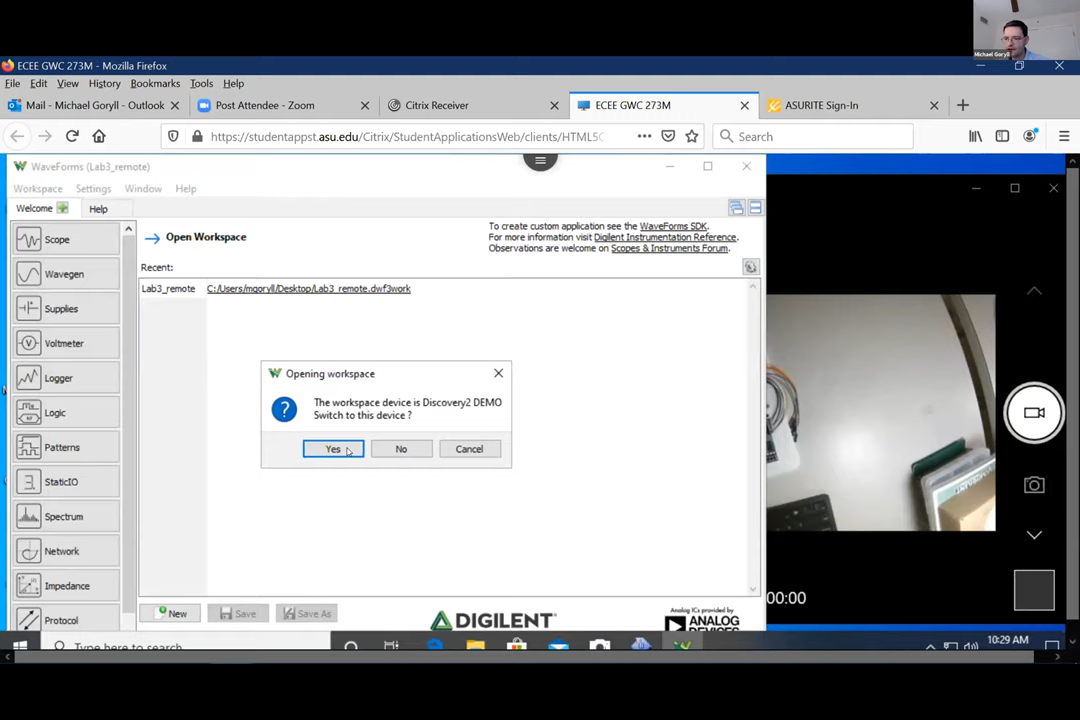 Michael Goryll
ECEE GWC 273M - Mozilla Firefox
File Edit View History Bookmarks Tools Help
Mail - Michael Goryll - Outlook
Post Attendee - Zoom
Citrix Receiver
ECEE GWC 273M
ASURITE Sign-In
https://studentappst.asu.edu/Citrix/StudentApplicationsWeb/clients/HTML5C
Search
WaveForms (Lab3_remote)
Workspace Settings Window Help
Welcome
Help
Scope
Wavegen
Supplies
Voltmeter
Logger
Logic
Patterns
StaticIO
Spectrum
Network
Impedance
Protocol
Open Workspace
To create custom application see the WaveForms SDK.
For more information visit Digilent Instrumentation Reference.
Observations are welcome on Scopes & Instruments Forum.
Recent:
Lab3_remote C:/Users/mgoryll/Desktop/Lab3_remote.dwf3work
Opening workspace
The workspace device is Discovery2 DEMO
Switch to this device ?
Yes
No
Cancel
New
Save
Save As
DIGILENT
Analog ICs provided by
ANALOG
DEVICES
00:00
Type here to search
10:29 AM